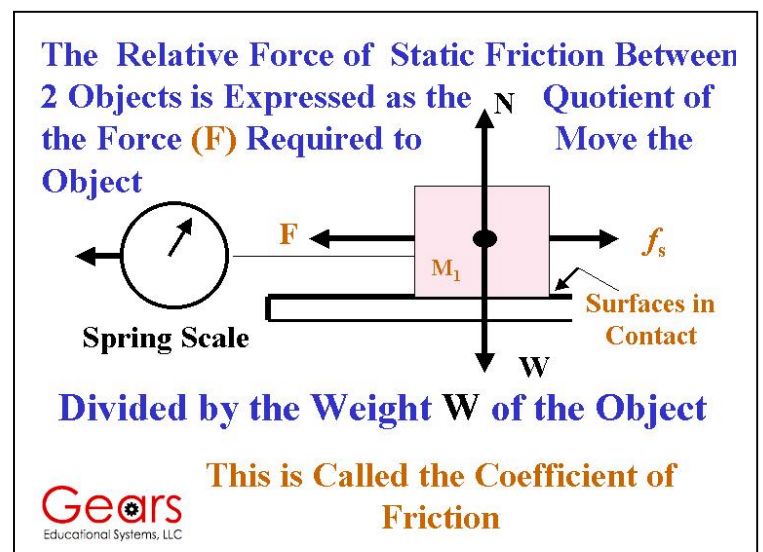 The Relative Force of Static Friction Between
2 Objects is Expressed as the Quotient of
the Force (F) Required to Move the
Object
N
F
fs
M1
Surfaces in
Contact
Spring Scale
W
Divided by the Weight W of the Object
This is Called the Coefficient of
Friction
Gears
Educational Systems, LLC